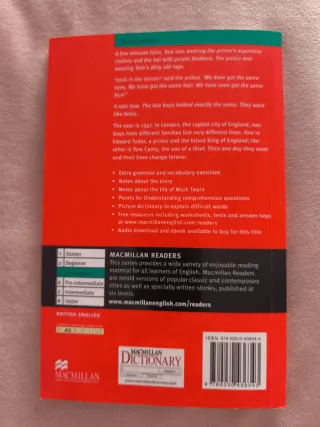 A few minutes later, Tom was wearing the prince's expensive
clothes and the hat with purple feathers. The prince was
wearing Tom's dirty old rags.
'Look in the mirror!' said the prince. 'We have got the same
eyes. We have got the same hair. We have even got the same
face!'
It was true. The two boys looked exactly the same. They were
like twins.
The year is 1547. In London, the capital city of England, two
boys from different families live very different lives. One is
Edward Tudor, a prince and the future King of England; the
other is Tom Canty, the son of a thief. Then one day they meet
and their lives change forever.
• Extra grammar and vocabulary exercises
• Notes about the story
• Notes about the life of Mark Twain
• Points for Understanding comprehension questions
• Picture dictionary to explain difficult words
• Free resources including worksheets, tests and answer keys
at www.macmillanenglish.com/readers
• Audio Download and ebook available to buy for this title
1 Starter
2 Beginner
4 Pre-intermediate
5 Intermediate
6 Upper
MACMILLAN READERS
This series provides a wide variety of enjoyable reading
material for all learners of English. Macmillan Readers
are retold versions of popular classic and contemporary
titles as well as specially written stories, published at
six levels.
www.macmillanenglish.com/readers
BRITISH ENGLISH
MACMILLAN
MACMILLAN
DICTIONARY
www.macmillandictionary.com